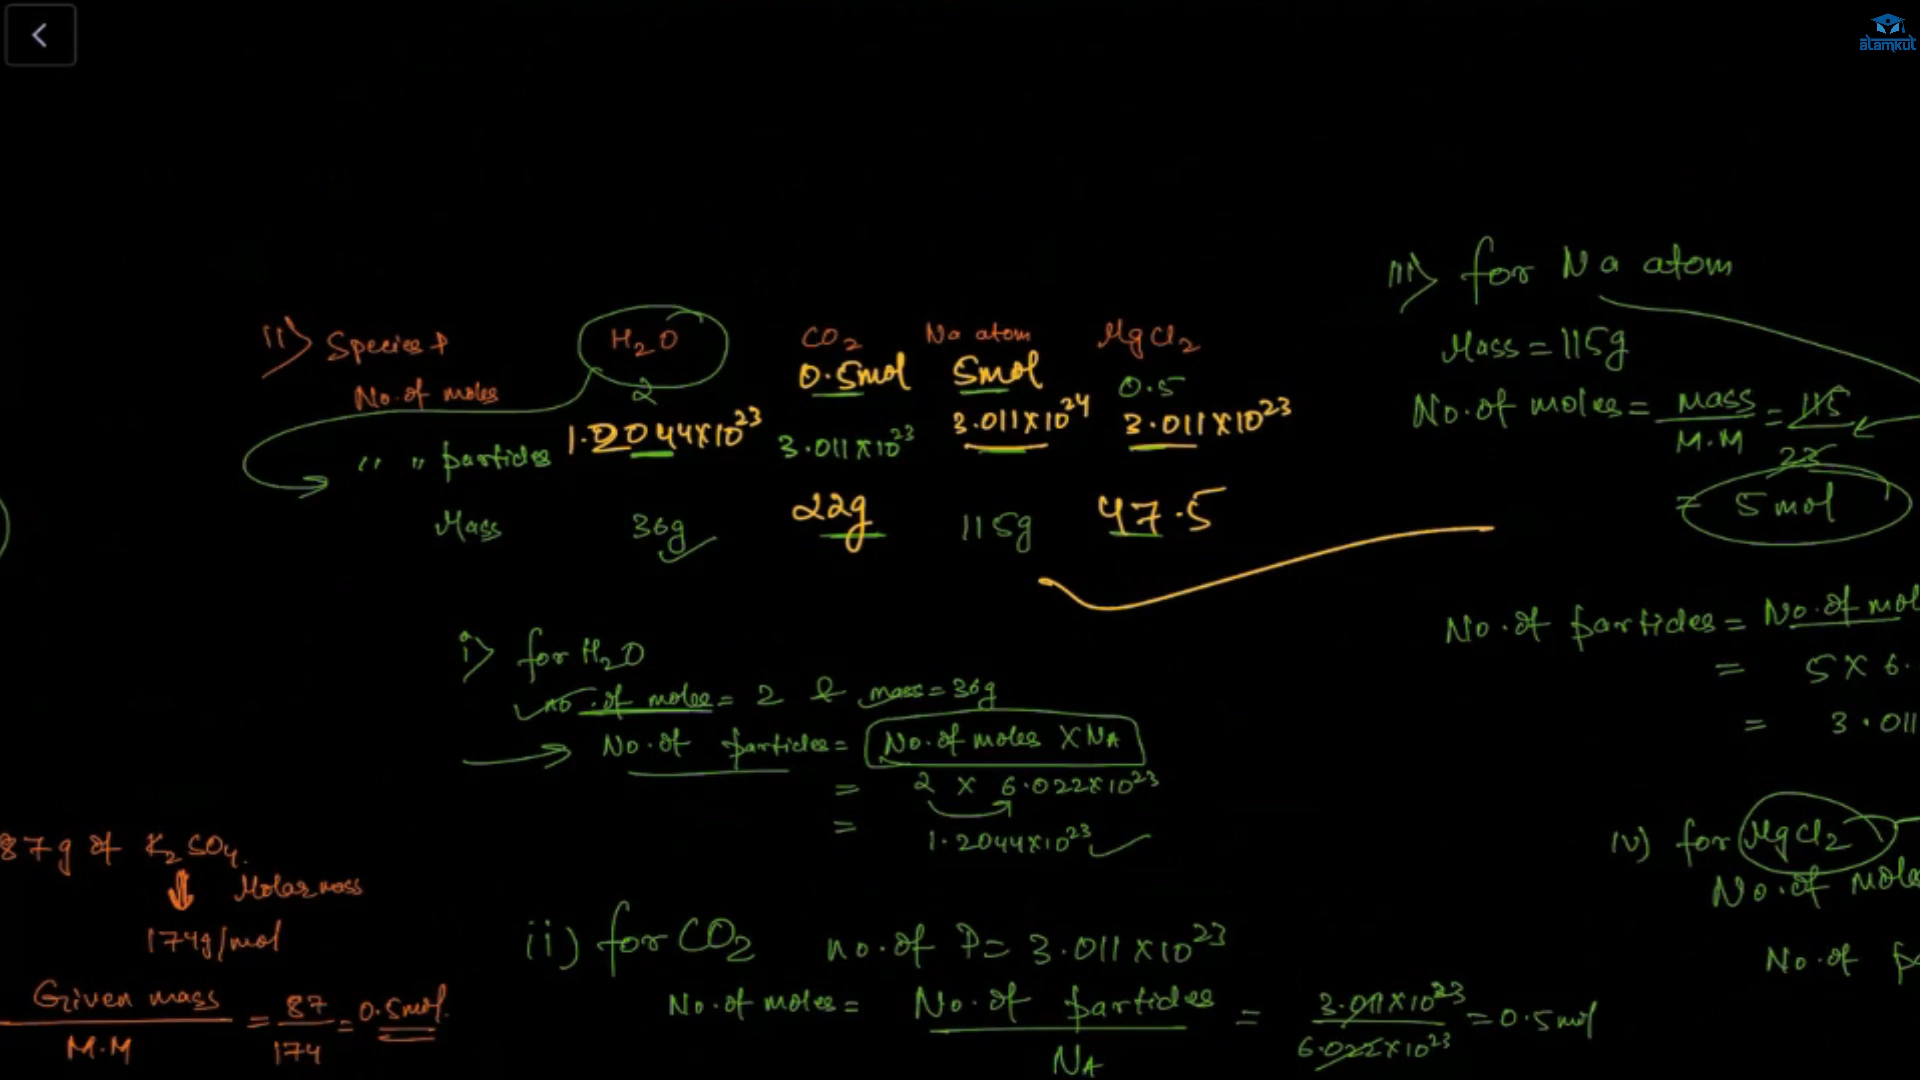 alamkut
ii) Species P H2O CO2 Na atom MgCl2
No. of moles 2 0.5mol 5mol 0.5
" " particles 1.2044×10^23 3.011×10^23 3.011×10^24 3.011×10^23
Mass 36g 22g 115g 47.5
i) for H2O
no. of moles = 2 & mass = 36g
No. of particles = No. of moles × NA
= 2 × 6.022×10^23
= 1.2044×10^23
ii) for CO2 no. of P = 3.011×10^23
No. of moles = No. of particles / NA = 3.011×10^23 / 6.022×10^23 = 0.5 mol
87g of K2SO4.
Molar mass
174g/mol
Given mass / M.M = 87 / 174 = 0.5mol.
III) for Na atom
Mass = 115g
No. of moles = Mass / M.M = 115 / 23
= 5 mol
No. of particles = No. of mol
= 5 × 6.
= 3.011
iv) for MgCl2
No. of moles
No. of